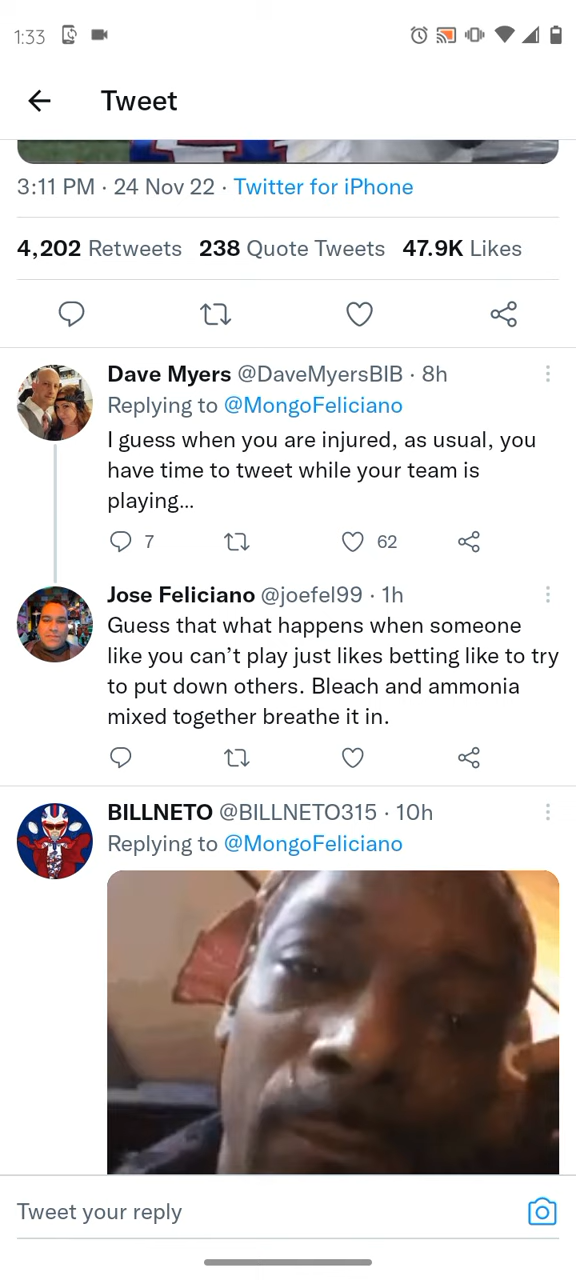 1:33
Tweet
3:11 PM · 24 Nov 22 · Twitter for iPhone
4,202 Retweets 238 Quote Tweets 47.9K Likes
Dave Myers @DaveMyersBIB · 8h
Replying to @MongoFeliciano
I guess when you are injured, as usual, you
have time to tweet while your team is
playing...
7 62
Jose Feliciano @joefel99 · 1h
Guess that what happens when someone
like you can’t play just likes betting like to try
to put down others. Bleach and ammonia
mixed together breathe it in.
BILLNETO @BILLNETO315 · 10h
Replying to @MongoFeliciano
Tweet your reply